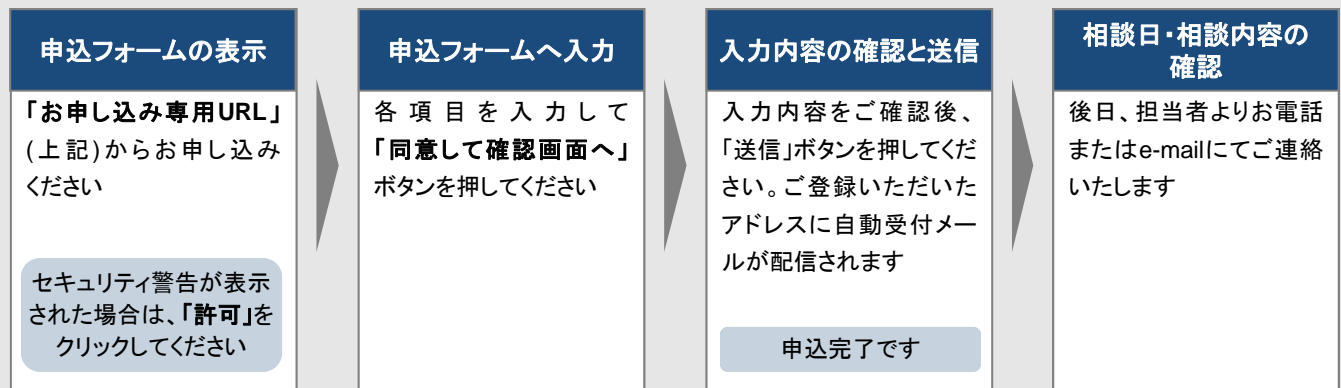 申込フォームの表示
「お申し込み専用URL」
(上記)からお申し込み
ください
セキュリティ警告が表示
された場合は、「許可」を
クリックしてください
申込フォームへ入力
各項目を入力して
「同意して確認画面へ」
ボタンを押してください
入力内容の確認と送信
入力内容をご確認後、
「送信」ボタンを押してくだ
さい。ご登録いただいた
アドレスに自動受付メー
ルが配信されます
申込完了です
相談日・相談内容の
確認
後日、担当者よりお電話
またはe-mailにてご連絡
いたします